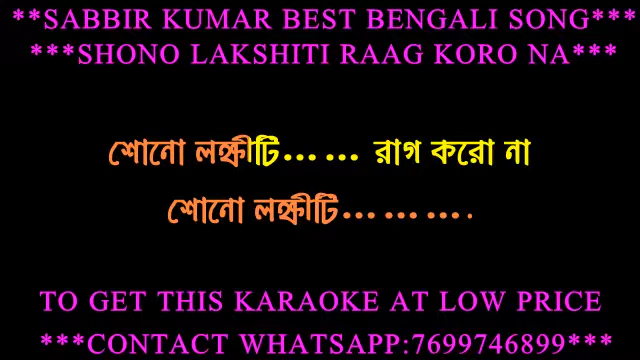 **SABBIR KUMAR BEST BENGALI SONG***
***SHONO LAKSHITI RAAG KORO NA***
শোনো লক্ষীটি…… রাগ করো না
শোনো লক্ষীটি……….
TO GET THIS KARAOKE AT LOW PRICE
***CONTACT WHATSAPP:7699746899***